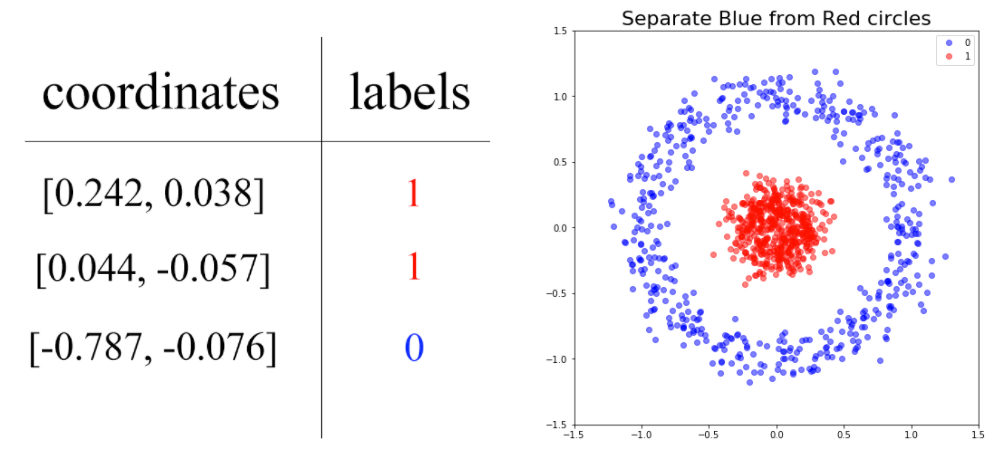 coordinates labels
[0.242, 0.038] 1
[0.044, -0.057] 1
[-0.787, -0.076] 0
Separate Blue from Red circles
0
1
1.5
1.0
0.5
0.0
−0.5
−1.0
−1.5
−1.5 −1.0 −0.5 0.0 0.5 1.0 1.5